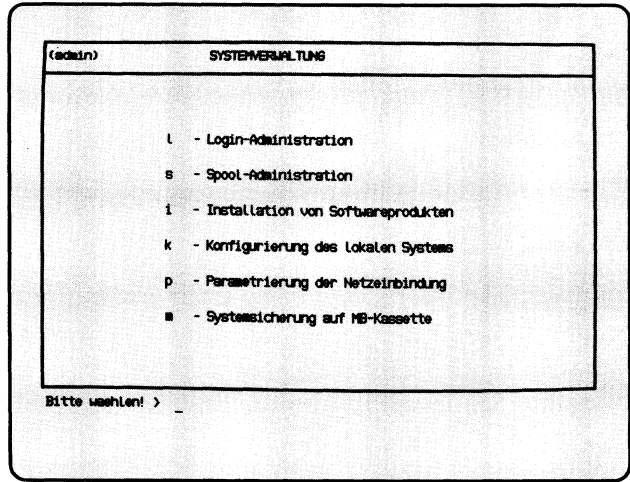 (admin) SYSTEMVERWALTUNG
l - Login-Administration
s - Spool-Administration
i - Installation von Softwareprodukten
k - Konfigurierung des lokalen Systems
p - Parametrierung der Netzeinbindung
m - Systemsicherung auf MB-Kassette
Bitte waehlen! > _